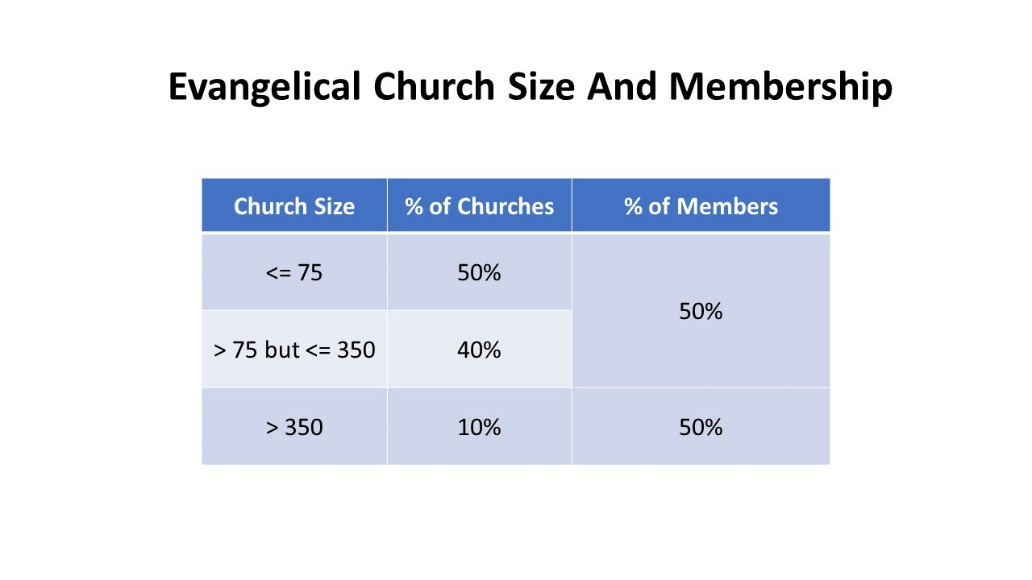 Evangelical Church Size And Membership
Church Size % of Churches % of Members
<= 75 50%
50%
> 75 but <= 350 40%
> 350 10% 50%